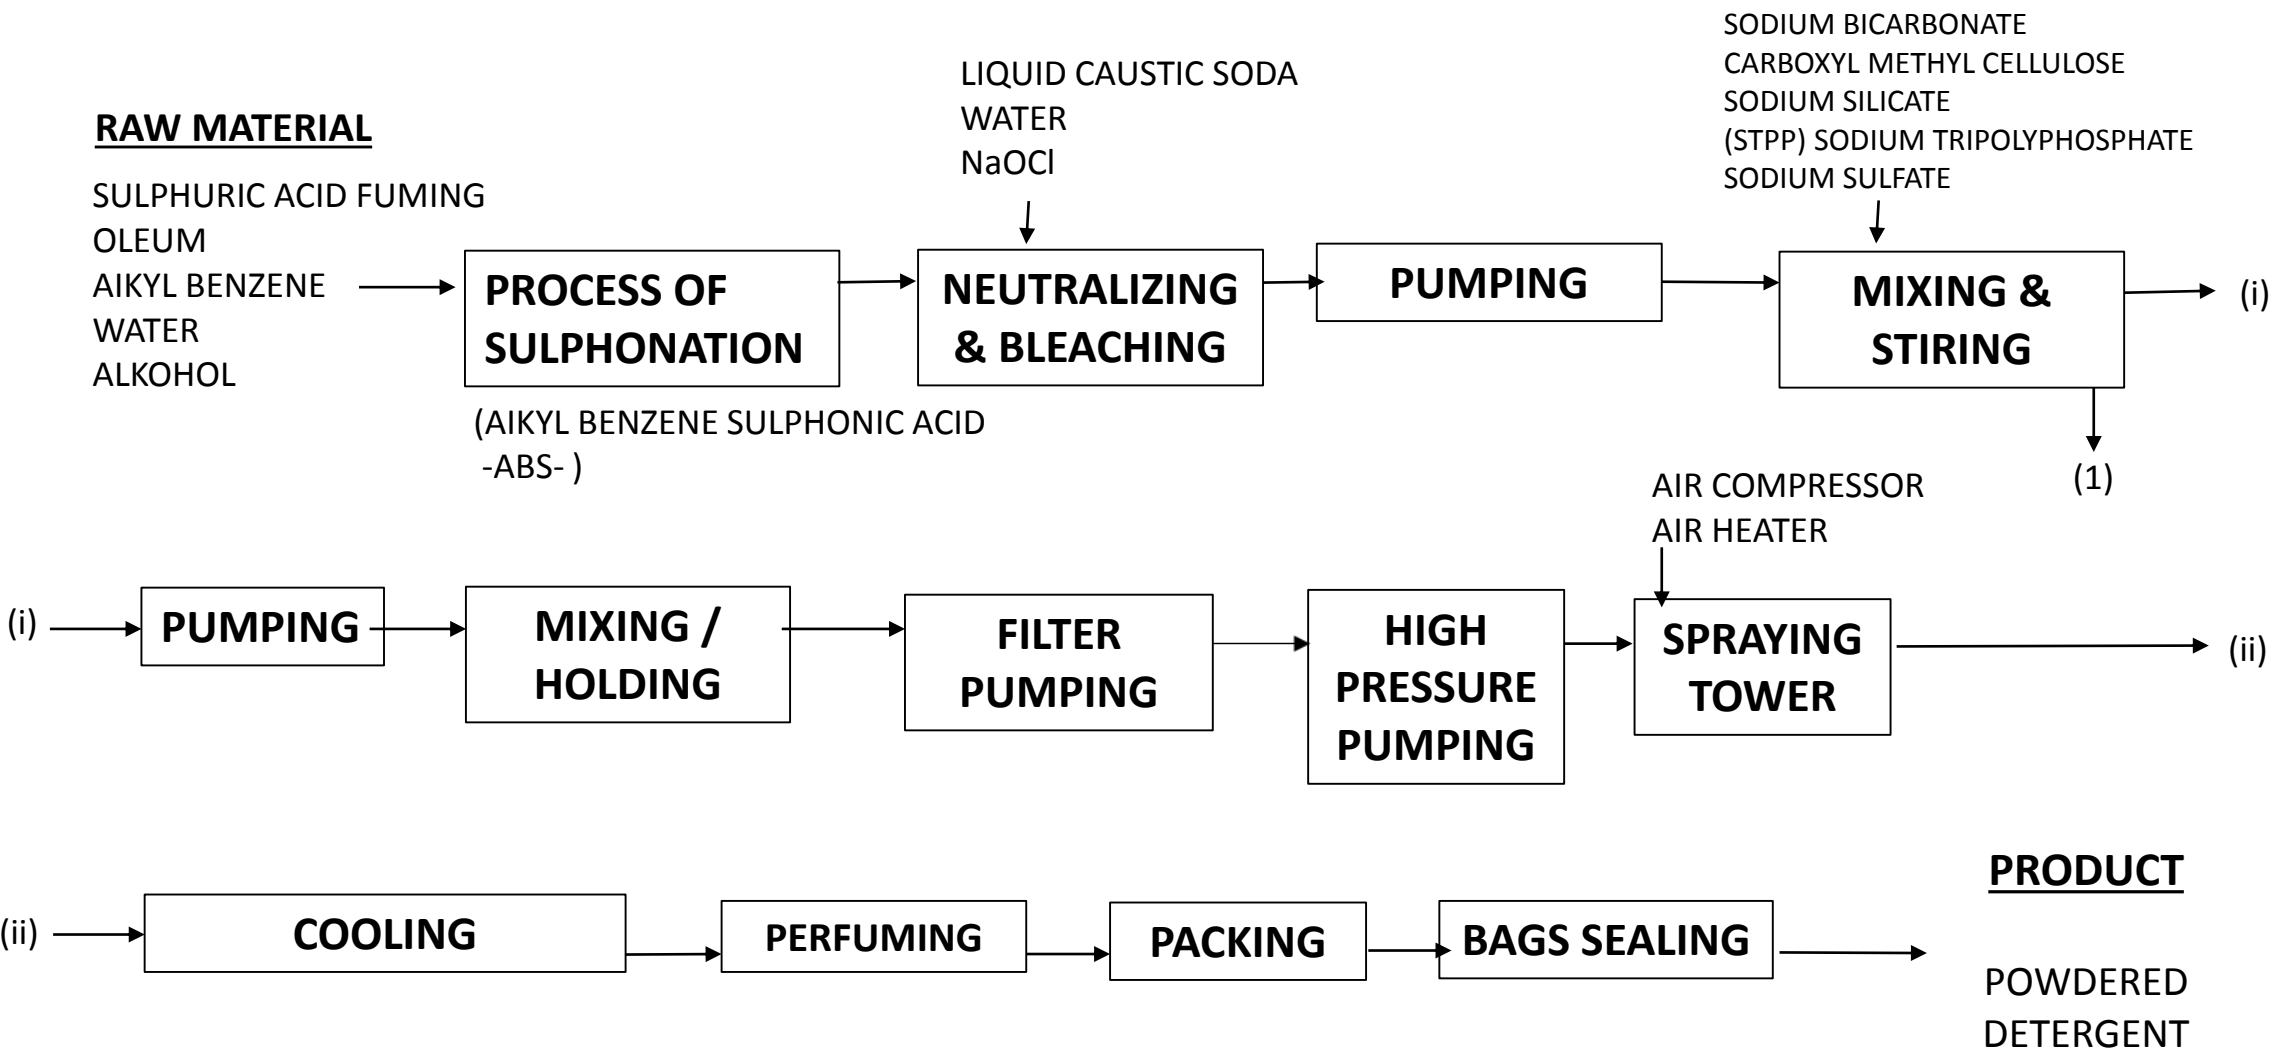 RAW MATERIAL
SULPHURIC ACID FUMING
OLEUM
AIKYL BENZENE
WATER
ALKOHOL
PROCESS OF
SULPHONATION
(AIKYL BENZENE SULPHONIC ACID
-ABS- )
LIQUID CAUSTIC SODA
WATER
NaOCl
NEUTRALIZING
& BLEACHING
PUMPING
SODIUM BICARBONATE
CARBOXYL METHYL CELLULOSE
SODIUM SILICATE
(STPP) SODIUM TRIPOLYPHOSPHATE
SODIUM SULFATE
MIXING &
STIRING
(i)
(1)
(i)
PUMPING
MIXING /
HOLDING
FILTER
PUMPING
HIGH
PRESSURE
PUMPING
AIR COMPRESSOR
AIR HEATER
SPRAYING
TOWER
(ii)
(ii)
COOLING
PERFUMING
PACKING
BAGS SEALING
PRODUCT
POWDERED
DETERGENT